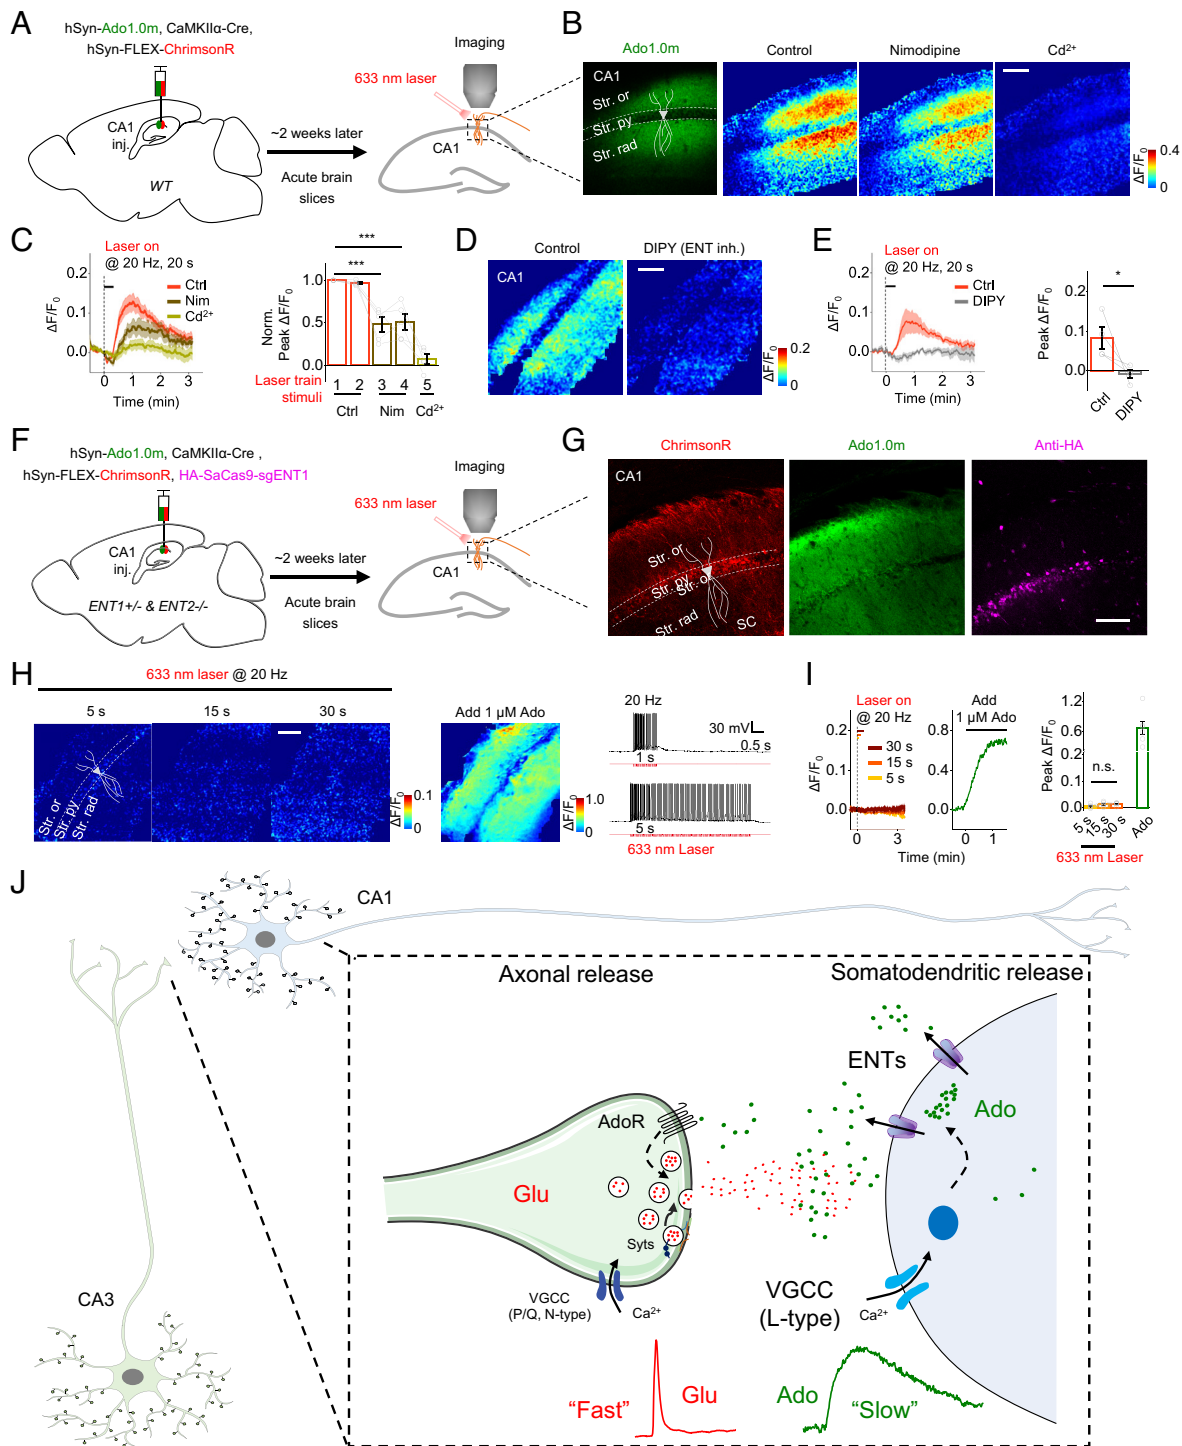 A
hSyn-Ado1.0m, CaMKIIα-Cre,
hSyn-FLEX-ChrimsonR
CA1
inj.
WT
~2 weeks later
Acute brain
slices
Imaging
633 nm laser
CA1
B
Ado1.0m
Control
Nimodipine
Cd²⁺
CA1
Str. or
Str. py
Str. rad
0.4
0
ΔF/F₀
C
Laser on
@ 20 Hz, 20 s
Ctrl
Nim
Cd²⁺
ΔF/F₀
0.2
0.1
0.0
0 1 2 3
Time (min)
***
***
Norm.
Peak ΔF/F₀
1.0
0.5
0.0
Laser train
stimuli
1 2 3 4 5
Ctrl Nim Cd²⁺
D
Control
DIPY (ENT inh.)
CA1
0.2
0
ΔF/F₀
E
Laser on
@ 20 Hz, 20 s
Ctrl
DIPY
ΔF/F₀
0.2
0.1
0.0
0 1 2 3
Time (min)
*
Peak ΔF/F₀
0.2
0.1
0.0
Ctrl
DIPY
F
hSyn-Ado1.0m, CaMKIIα-Cre ,
hSyn-FLEX-ChrimsonR, HA-SaCas9-sgENT1
CA1
inj.
ENT1+/- & ENT2-/-
~2 weeks later
Acute brain
slices
Imaging
633 nm laser
CA1
G
ChrimsonR
Ado1.0m
Anti-HA
CA1
Str. or
Str. py
Str. or
Str. rad
SC
H
633 nm laser @ 20 Hz
5 s
15 s
30 s
Str. or
Str. py
Str. rad
0.1
0
ΔF/F₀
Add 1 µM Ado
1.0
0
ΔF/F₀
20 Hz
30 mV
0.5 s
1 s
5 s
633 nm Laser
I
Laser on
@ 20 Hz
30 s
15 s
5 s
ΔF/F₀
0.2
0.1
0.0
0 3
Add
1 µM Ado
0.8
0.4
0.0
0 1
Time (min)
Peak ΔF/F₀
1.2
0.6
0.2
0.1
0.0
n.s.
5 s
15 s
30 s
Ado
633 nm Laser
J
CA1
CA3
Axonal release
Somatodendritic release
ENTs
Ado
AdoR
Glu
Syts
VGCC
(P/Q, N-type)
Ca²⁺
VGCC
(L-type)
Ca²⁺
"Fast"
Glu
Ado
"Slow"